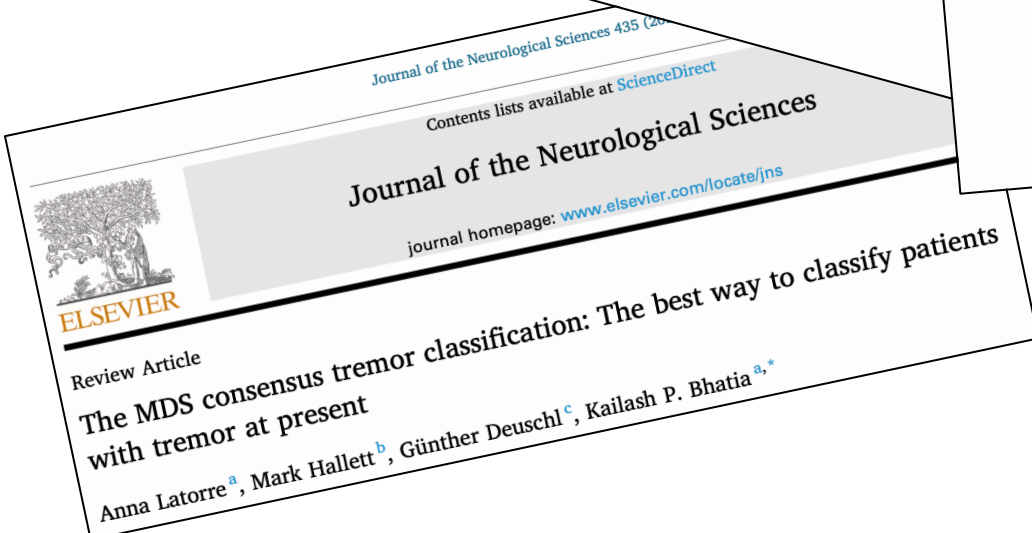 Journal of the Neurological Sciences 435
Contents lists available at ScienceDirect
Journal of the Neurological Sciences
journal homepage: www.elsevier.com/locate/jns
ELSEVIER
Review Article
The MDS consensus tremor classification: The best way to classify patients
with tremor at present
Anna Latorre a, Mark Hallett b, Günther Deuschl c, Kailash P. Bhatia a,*